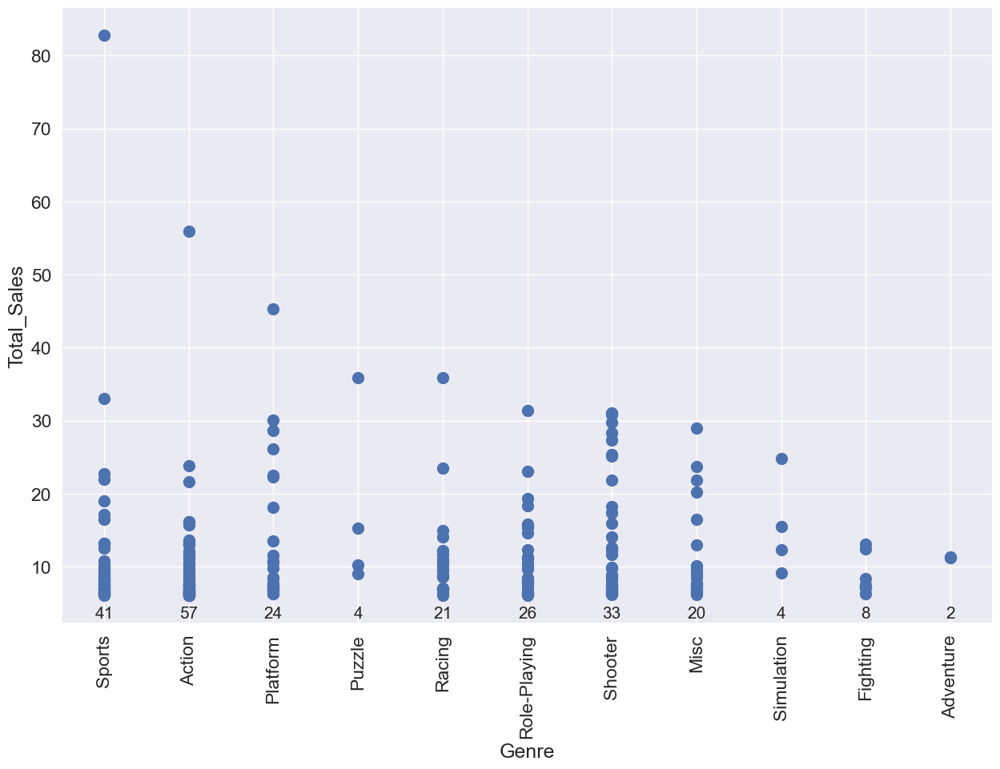 80
70
60
50
40
30
20
10
Total_Sales
41 57 24 4 21 26 33 20 4 8 2
Sports
Action
Platform
Puzzle
Racing
Role-Playing
Shooter
Misc
Simulation
Fighting
Adventure
Genre